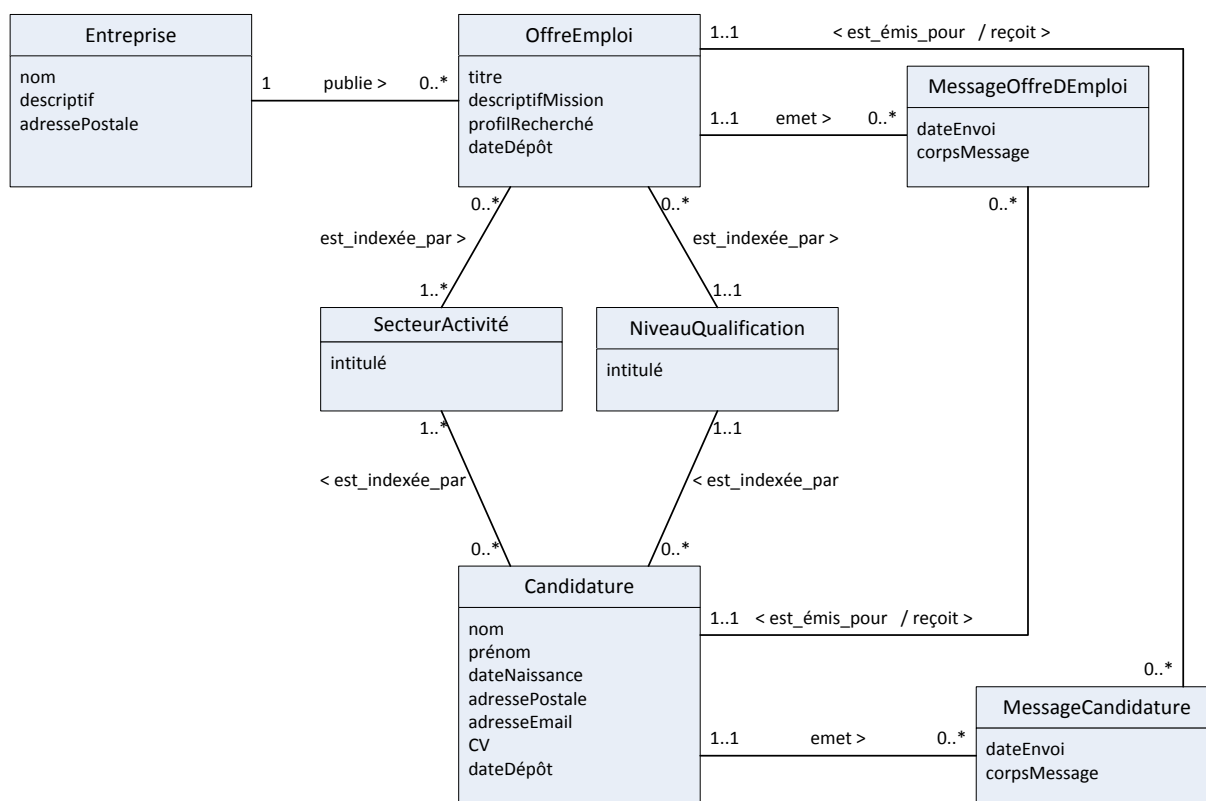 Entreprise
nom
descriptif
adressePostale
1 publie > 0..*
OffreEmploi
titre
descriptifMission
profilRecherché
dateDépôt
1..1 < est_émis_pour / reçoit >
1..1 emet > 0..*
MessageOffreDEmploi
dateEnvoi
corpsMessage
0..*
0..* 0..*
est_indexée_par > est_indexée_par >
1..* 1..1
SecteurActivité
intitulé
NiveauQualification
intitulé
1..* 1..1
< est_indexée_par < est_indexée_par
0..* 0..*
Candidature
nom
prénom
dateNaissance
adressePostale
adresseEmail
CV
dateDépôt
1..1 < est_émis_pour / reçoit >
0..*
1..1 emet > 0..*
MessageCandidature
dateEnvoi
corpsMessage